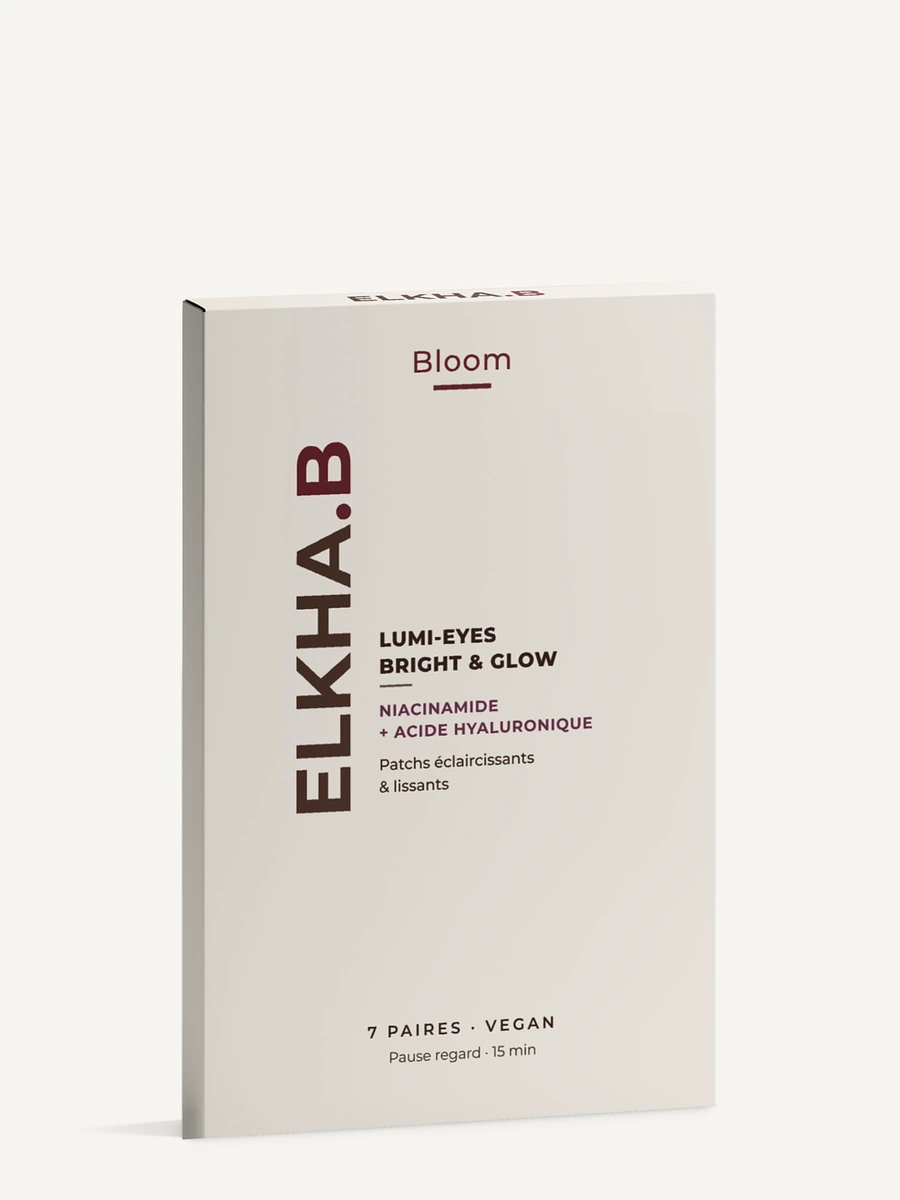 ELKHA.B
Bloom
ELKHA.B
LUMI-EYES
BRIGHT & GLOW
NIACINAMIDE
+ ACIDE HYALURONIQUE
Patchs éclaircissants
& lissants
7 PAIRES · VEGAN
Pause regard · 15 min